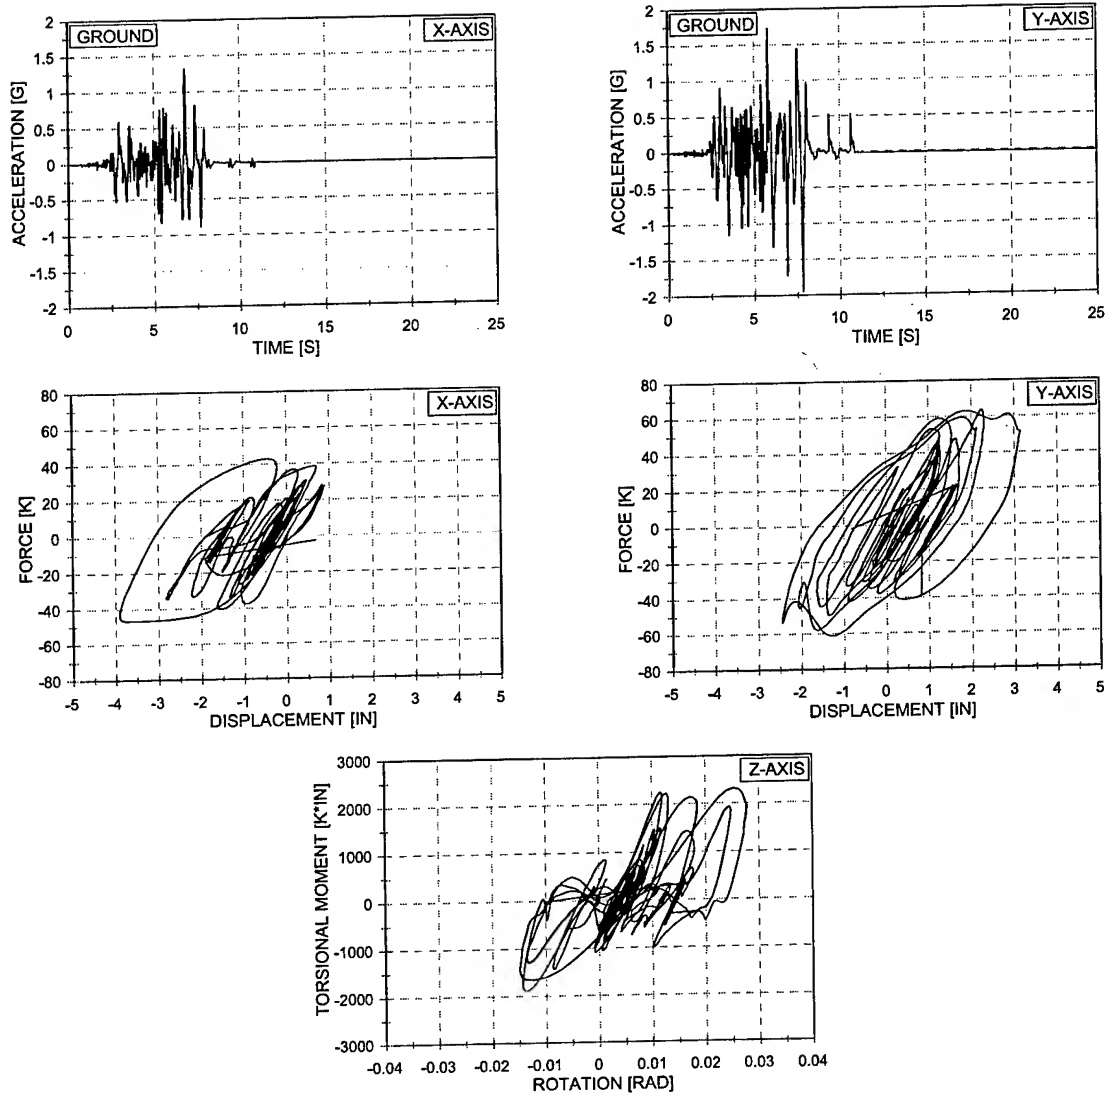 GROUND X-AXIS
2
1.5
1
0.5
0
-0.5
-1
-1.5
-2
ACCELERATION [G]
0 5 10 15 20 25
TIME [S]
GROUND Y-AXIS
2
1.5
1
0.5
0
-0.5
-1
-1.5
-2
ACCELERATION [G]
0 5 10 15 20 25
TIME [S]
X-AXIS
80
60
40
20
0
-20
-40
-60
-80
FORCE [K]
-5 -4 -3 -2 -1 0 1 2 3 4 5
DISPLACEMENT [IN]
Y-AXIS
80
60
40
20
0
-20
-40
-60
-80
FORCE [K]
-5 -4 -3 -2 -1 0 1 2 3 4 5
DISPLACEMENT [IN]
Z-AXIS
3000
2000
1000
0
-1000
-2000
-3000
TORSIONAL MOMENT [K*IN]
-0.04 -0.03 -0.02 -0.01 0 0.01 0.02 0.03 0.04
ROTATION [RAD]